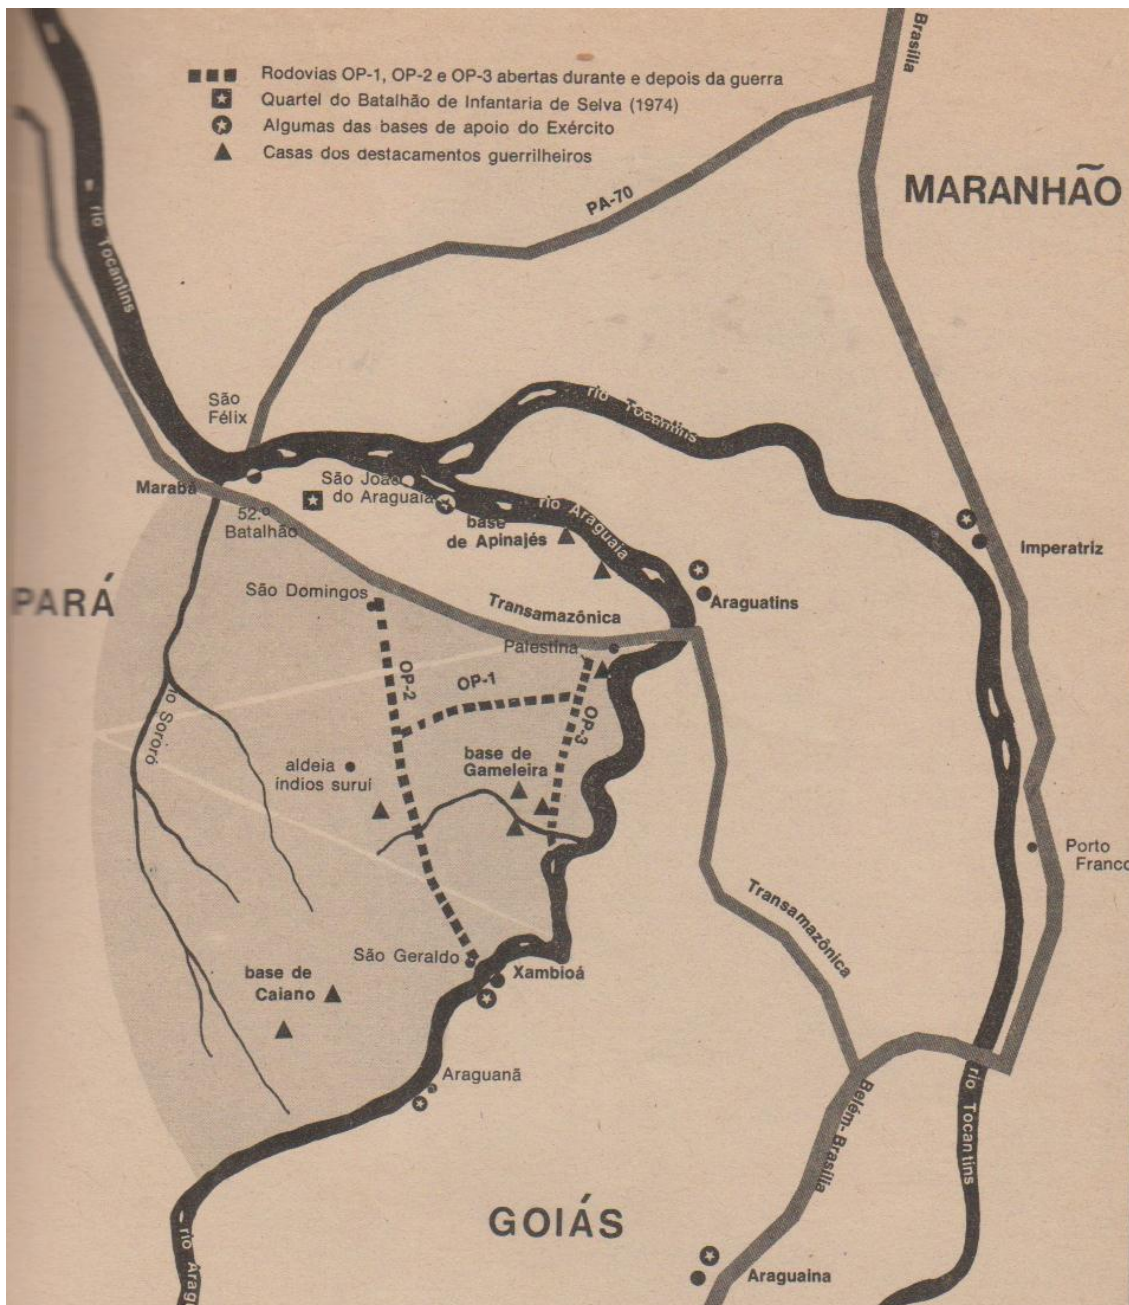 Brasília
Rodovias OP-1, OP-2 e OP-3 abertas durante e depois da guerra
Quartel do Batalhão de Infantaria de Selva (1974)
Algumas das bases de apoio do Exército
Casas dos destacamentos guerrilheiros
MARANHÃO
PA-70
rio Tocantins
São
Félix
rio Tocantins
Marabá
São João
do Araguaia
52.º
Batalhão
rio Araguaia
base
de Apinajés
Imperatriz
PARÁ
São Domingos
Araguatins
Transamazônica
Palestina
OP-2
OP-1
OP-3
rio Sororó
aldeia
índios suruí
base de
Gameleira
Porto
Franco
Transamazônica
São Geraldo
Xambioá
base de
Caiano
Araguanã
Belém-Brasília
rio Tocantins
GOIÁS
rio Arag
Araguaina